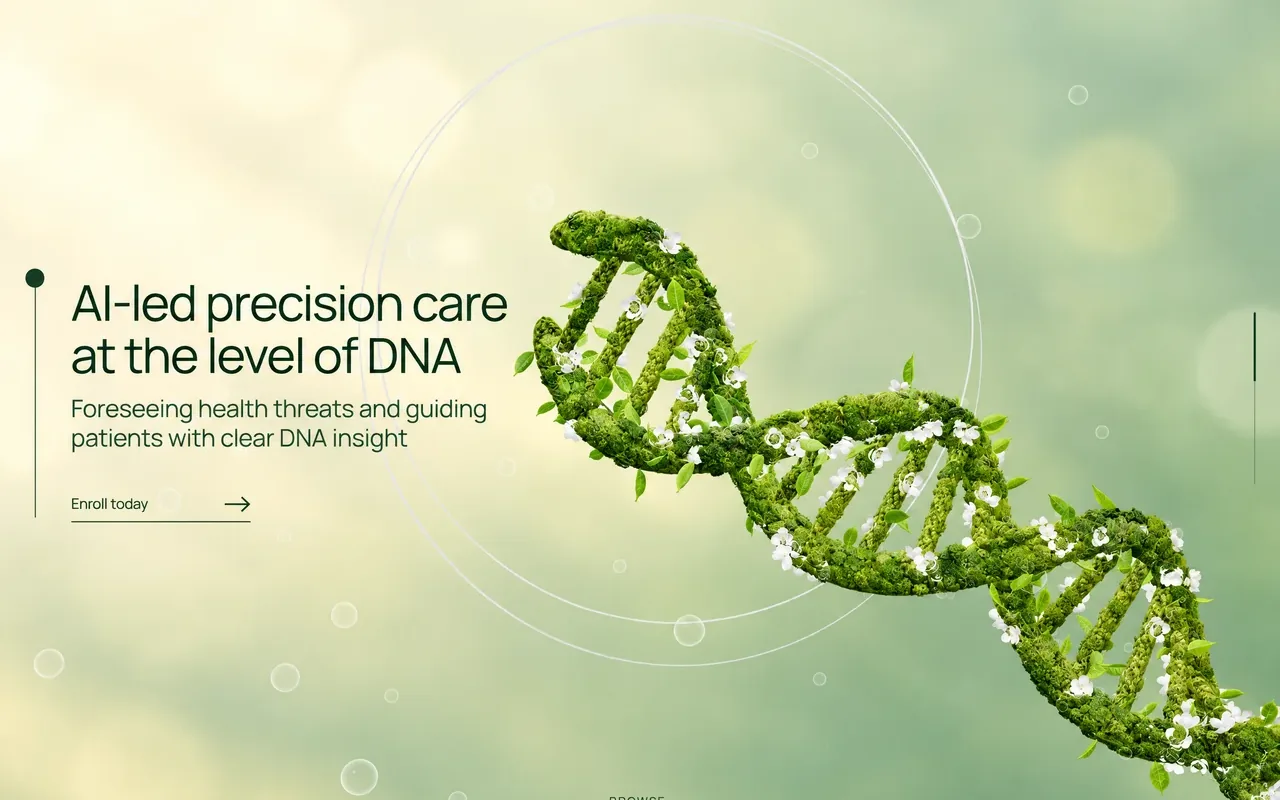 AI-led precision care
at the level of DNA
Foreseeing health threats and guiding
patients with clear DNA insight
Enroll today
BROWSE